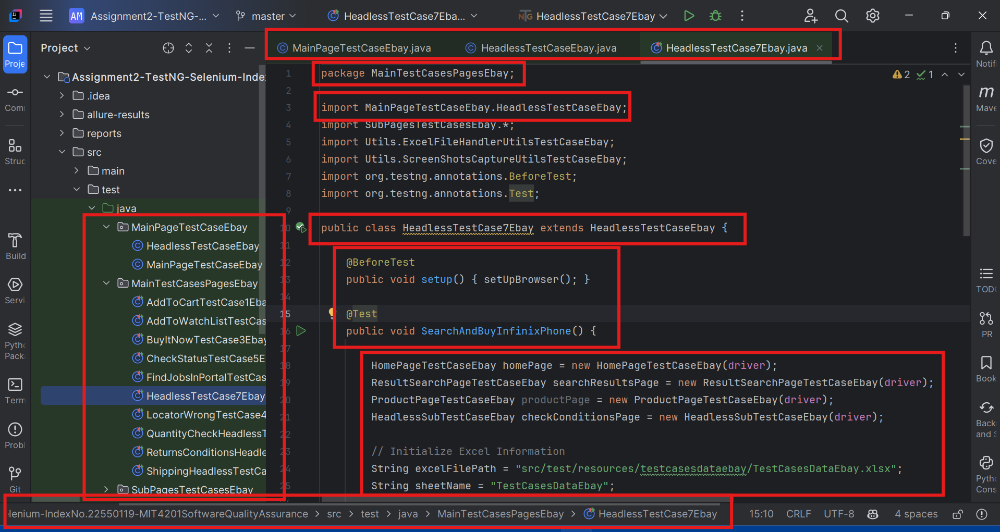 AM Assignment2-TestNG-... master HeadlessTestCase7Eba... HeadlessTestCase7Ebay
Project
MainPageTestCaseEbay.java HeadlessTestCaseEbay.java HeadlessTestCase7Ebay.java
Proje
Comr
Struc
Build
Servi
Pytho
Pack
Term
Probl
Git
Assignment2-TestNG-Selenium-Inde
.idea
allure-results
reports
src
main
test
java
MainPageTestCaseEbay
HeadlessTestCaseEbay
MainPageTestCaseEbay
MainTestCasesPagesEbay
AddToCartTestCase1Eba
AddToWatchListTestCas
BuyItNowTestCase3Ebay
CheckStatusTestCase5E
FindJobsInPortalTestCas
HeadlessTestCase7Ebay
LocatorWrongTestCase4
QuantityCheckHeadlessT
ReturnsConditionsHeadle
ShippingHeadlessTestCa
SubPagesTestCasesEbay
2 1
1 package MainTestCasesPagesEbay;
2
3 import MainPageTestCaseEbay.HeadlessTestCaseEbay;
4 import SubPagesTestCasesEbay.*;
5 import Utils.ExcelFileHandlerUtilsTestCaseEbay;
6 import Utils.ScreenShotsCaptureUtilsTestCaseEbay;
7 import org.testng.annotations.BeforeTest;
8 import org.testng.annotations.Test;
9
10 public class HeadlessTestCase7Ebay extends HeadlessTestCaseEbay {
11
12 @BeforeTest
13 public void setup() { setUpBrowser(); }
14
15 @Test
16 public void SearchAndBuyInfinixPhone() {
17
18 HomePageTestCaseEbay homePage = new HomePageTestCaseEbay(driver);
19 ResultSearchPageTestCaseEbay searchResultsPage = new ResultSearchPageTestCaseEbay(driver);
20 ProductPageTestCaseEbay productPage = new ProductPageTestCaseEbay(driver);
21 HeadlessSubTestCaseEbay checkConditionsPage = new HeadlessSubTestCaseEbay(driver);
22
23 // Initialize Excel Information
24 String excelFilePath = "src/test/resources/testcasesdataebay/TestCasesDataEbay.xlsx";
25 String sheetName = "TestCasesDataEbay";
Notifi
m
Mave
Cove
TODO
PR
Book
Back
and S
Pytho
Cons
elenium-IndexNo.22550119-MIT4201SoftwareQualityAssurance > src > test > java > MainTestCasesPagesEbay > HeadlessTestCase7Ebay 15:10 CRLF UTF-8 4 spaces